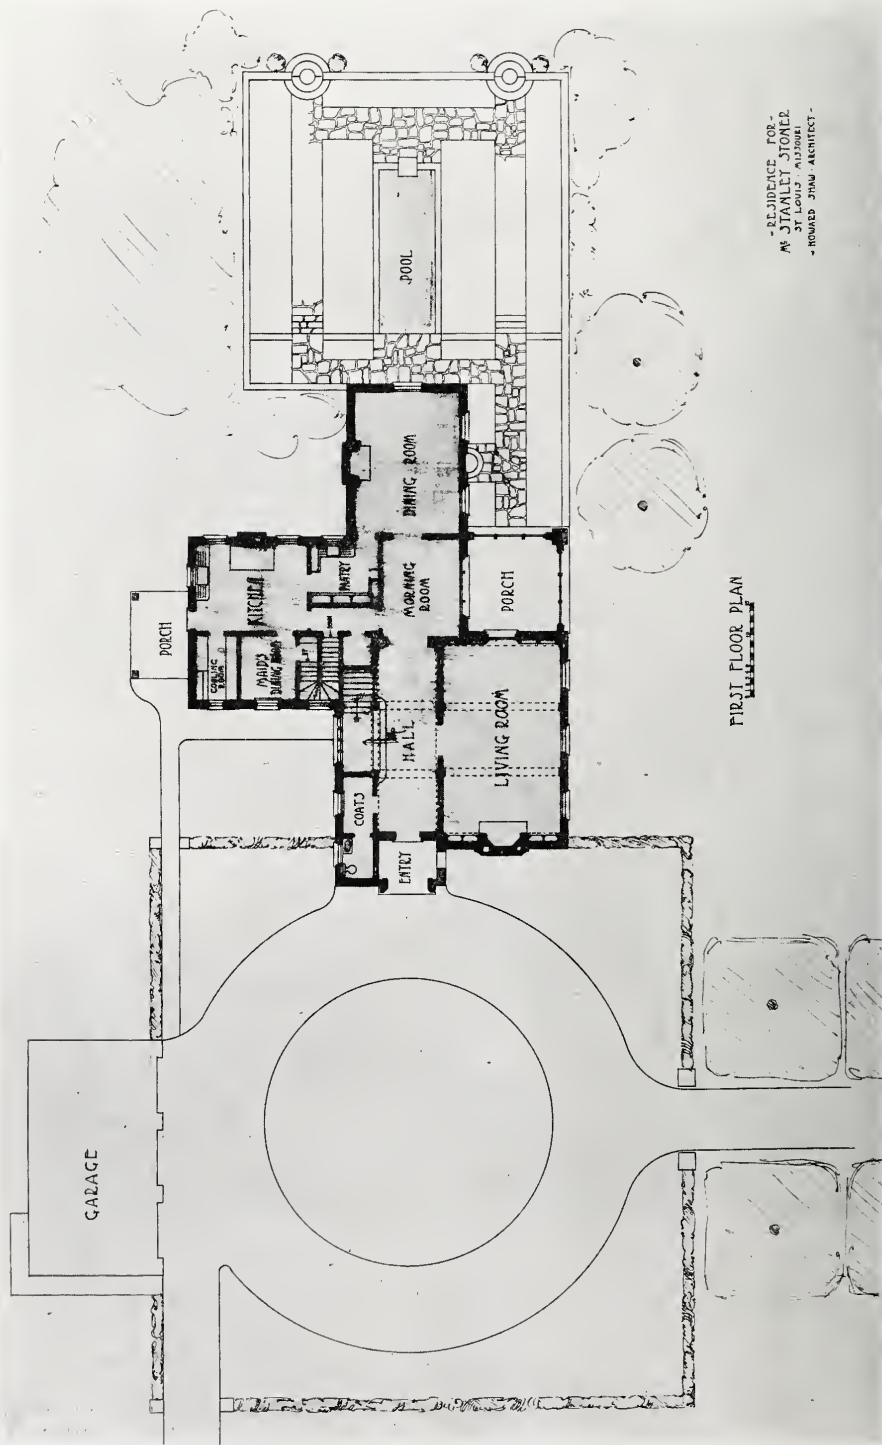 - RESIDENCE FOR -
MR STANLEY STONER
ST LOUIS - MISSOURI
- HOWARD SHAW - ARCHITECT -
FIRST FLOOR PLAN
POOL
DINING ROOM
KITCHEN
PANTRY
MORNING
ROOM
PORCH
PORCH
COOLING
ROOM
MAID'S
DINING ROOM
HALL
LIVING ROOM
COATS
ENTRY
GARAGE